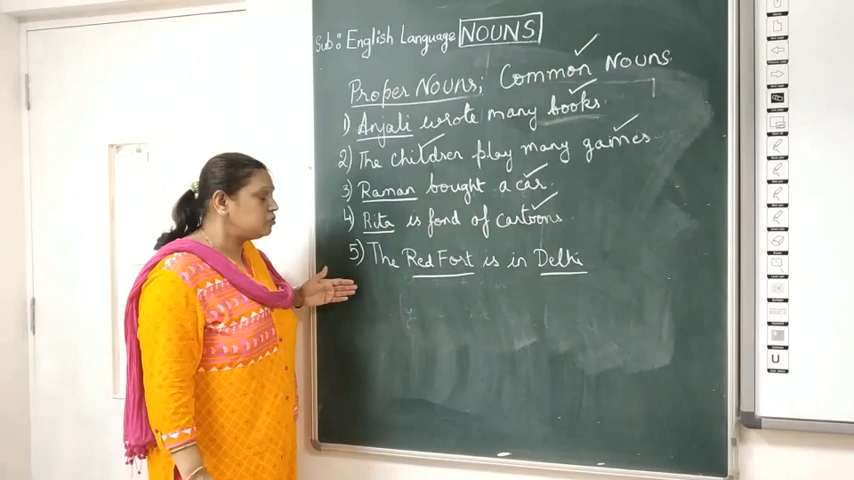 Sub: English Language NOUNS
Proper Nouns; Common Nouns
1) Anjali wrote many books.
2) The children play many games
3) Raman bought a car.
4) Rita is fond of cartoons
5) The Red Fort is in Delhi